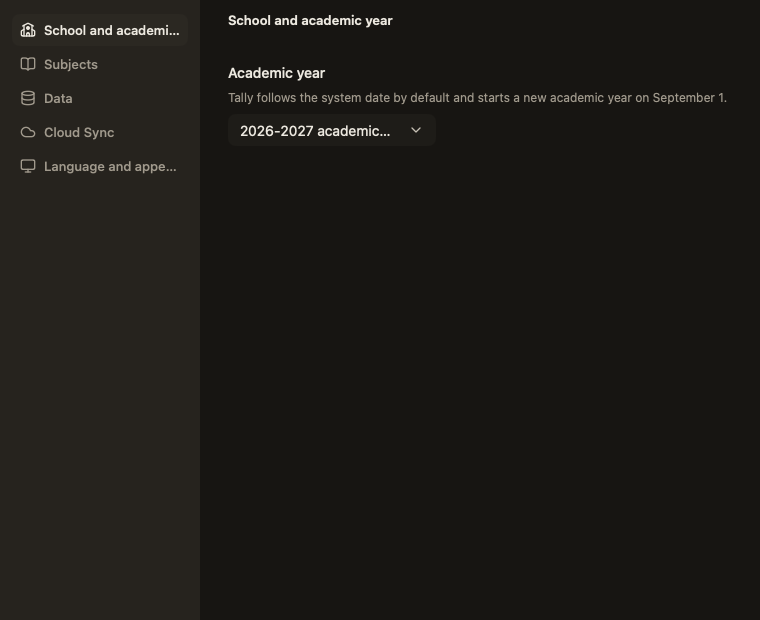 School and academi...
Subjects
Data
Cloud Sync
Language and appe...
School and academic year
Academic year
Tally follows the system date by default and starts a new academic year on September 1.
2026-2027 academic...